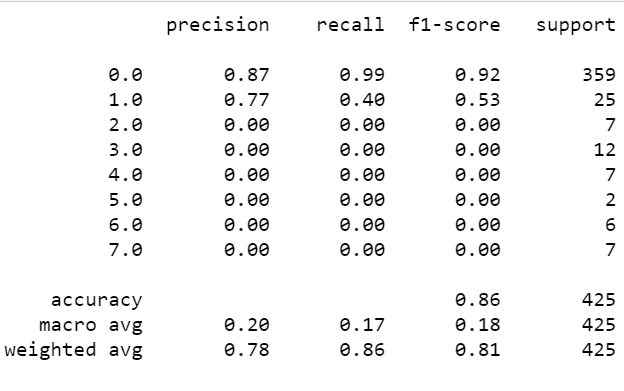 precision recall f1-score support
0.0 0.87 0.99 0.92 359
1.0 0.77 0.40 0.53 25
2.0 0.00 0.00 0.00 7
3.0 0.00 0.00 0.00 12
4.0 0.00 0.00 0.00 7
5.0 0.00 0.00 0.00 2
6.0 0.00 0.00 0.00 6
7.0 0.00 0.00 0.00 7
accuracy 0.86 425
macro avg 0.20 0.17 0.18 425
weighted avg 0.78 0.86 0.81 425